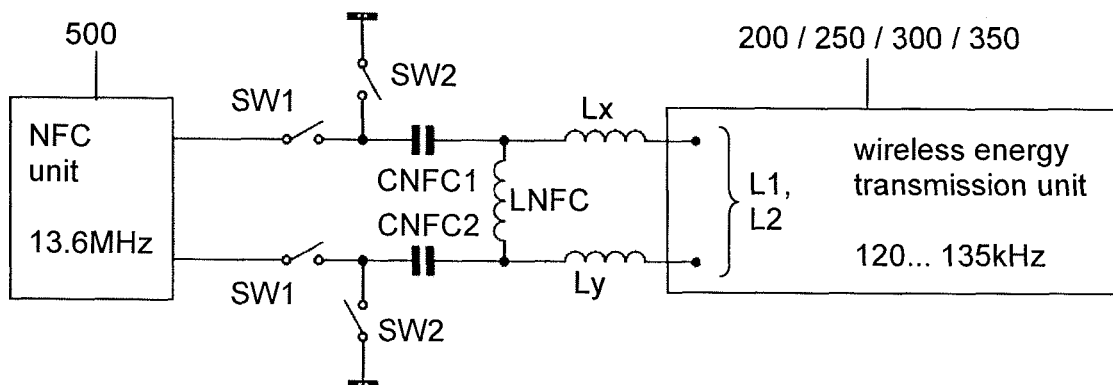 500
200 / 250 / 300 / 350
SW2
SW1
Lx
NFC
unit
13.6MHz
CNFC1
LNFC
CNFC2
L1,
L2
wireless energy
transmission unit
120... 135kHz
SW1
Ly
SW2